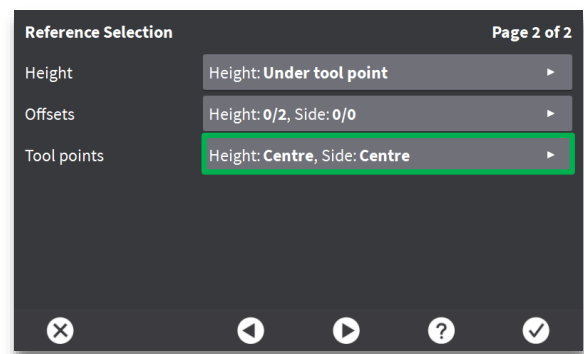 Reference Selection Page 2 of 2
Height Height: Under tool point
Offsets Height: 0/2, Side: 0/0
Tool points Height: Centre, Side: Centre
?